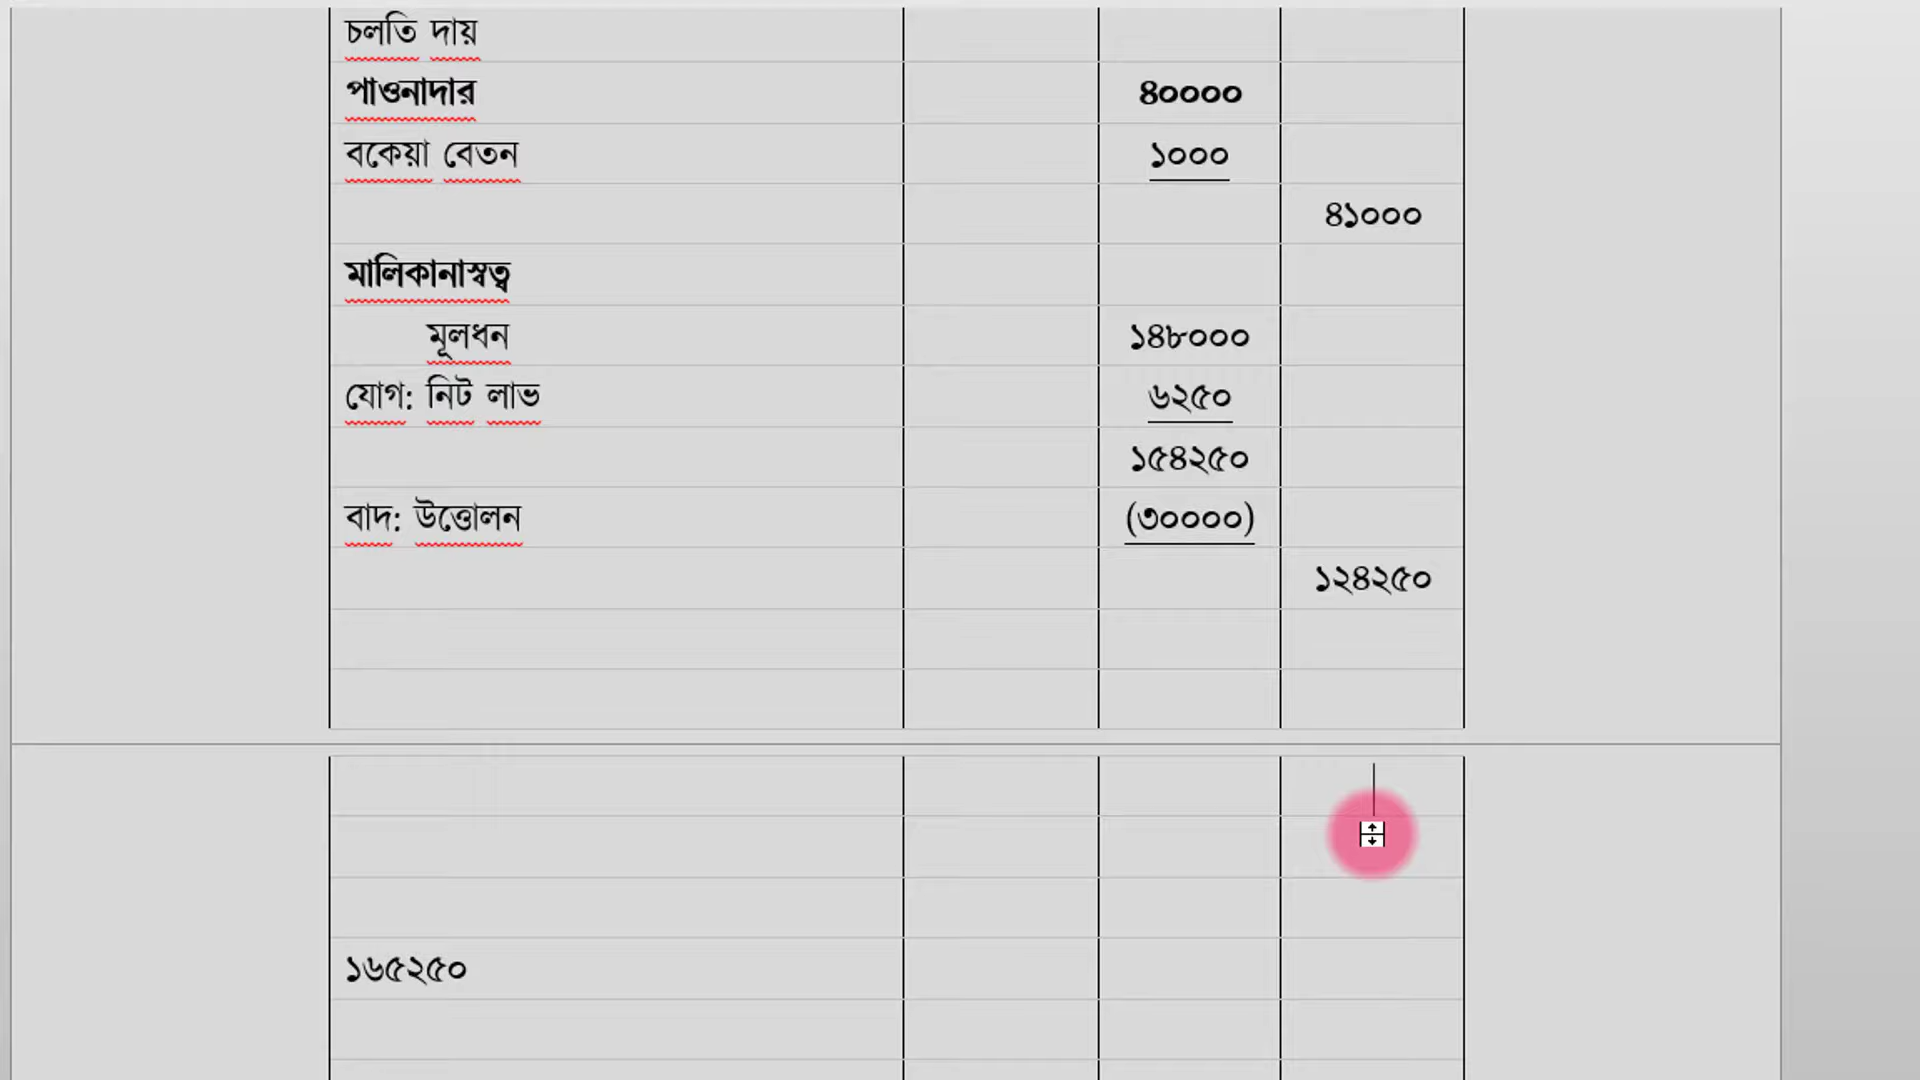 চলতি দায়
পাওনাদার ৪০০০০
বকেয়া বেতন ১০০০
৪১০০০
মালিকানাস্বত্ব
মূলধন ১৪৮০০০
যোগ: নিট লাভ ৬২৫০
১৫৪২৫০
বাদ: উত্তোলন (৩০০০০)
১২৪২৫০
১৬৫২৫০